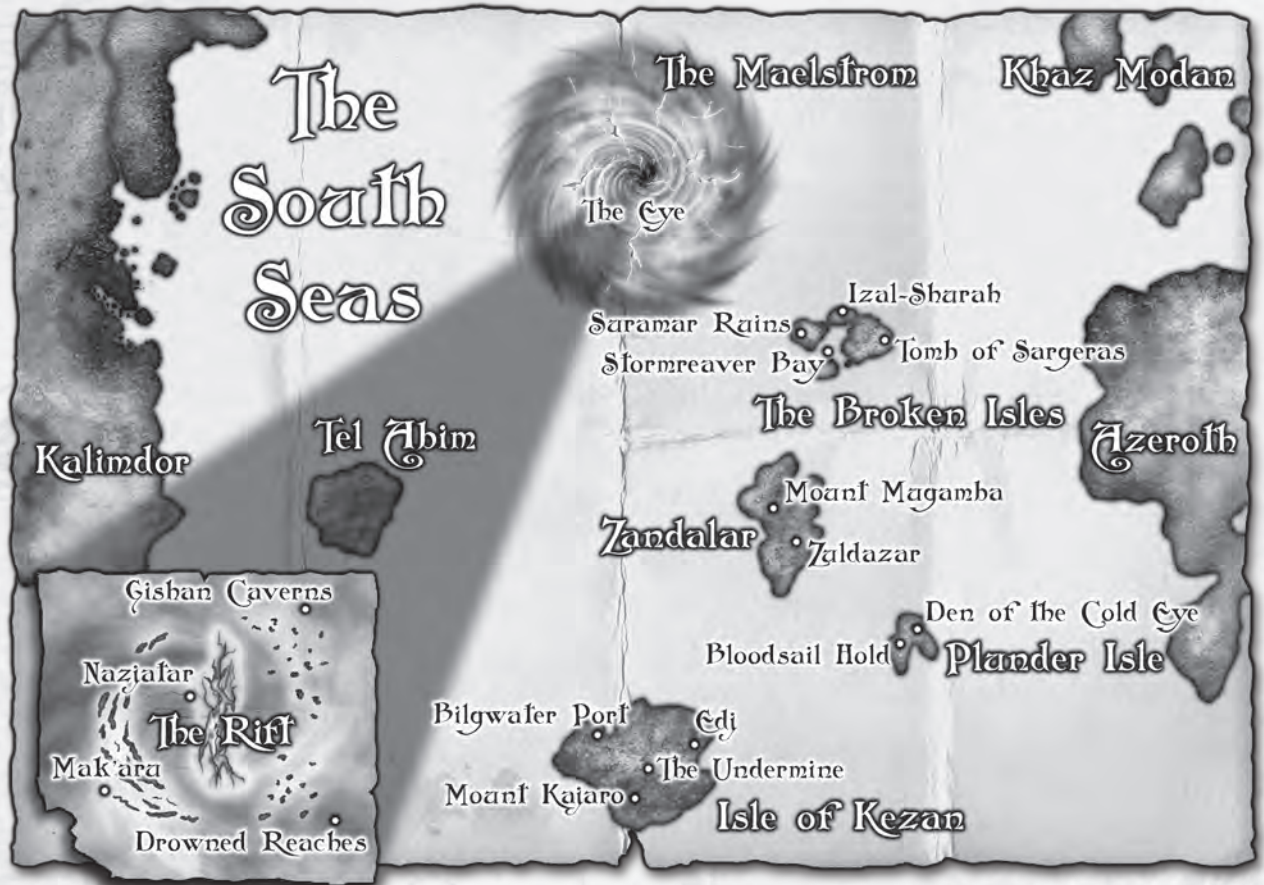 The
South
Seas
The Maelstrom
Khaz Modan
The Eye
Izal-Shurah
Suramar Ruins
Tomb of Sargeras
Stormreaver Bay
The Broken Isles
Azeroth
Kalimdor
Tel Abim
Mount Mugamba
Zandalar
Zuldazar
Den of the Cold Eye
Bloodsail Hold
Plunder Isle
Gishan Caverns
Nazjatar
The Rift
Mak'aru
Drowned Reaches
Bilgwater Port
Edj
The Undermine
Mount Kajaro
Isle of Kezan